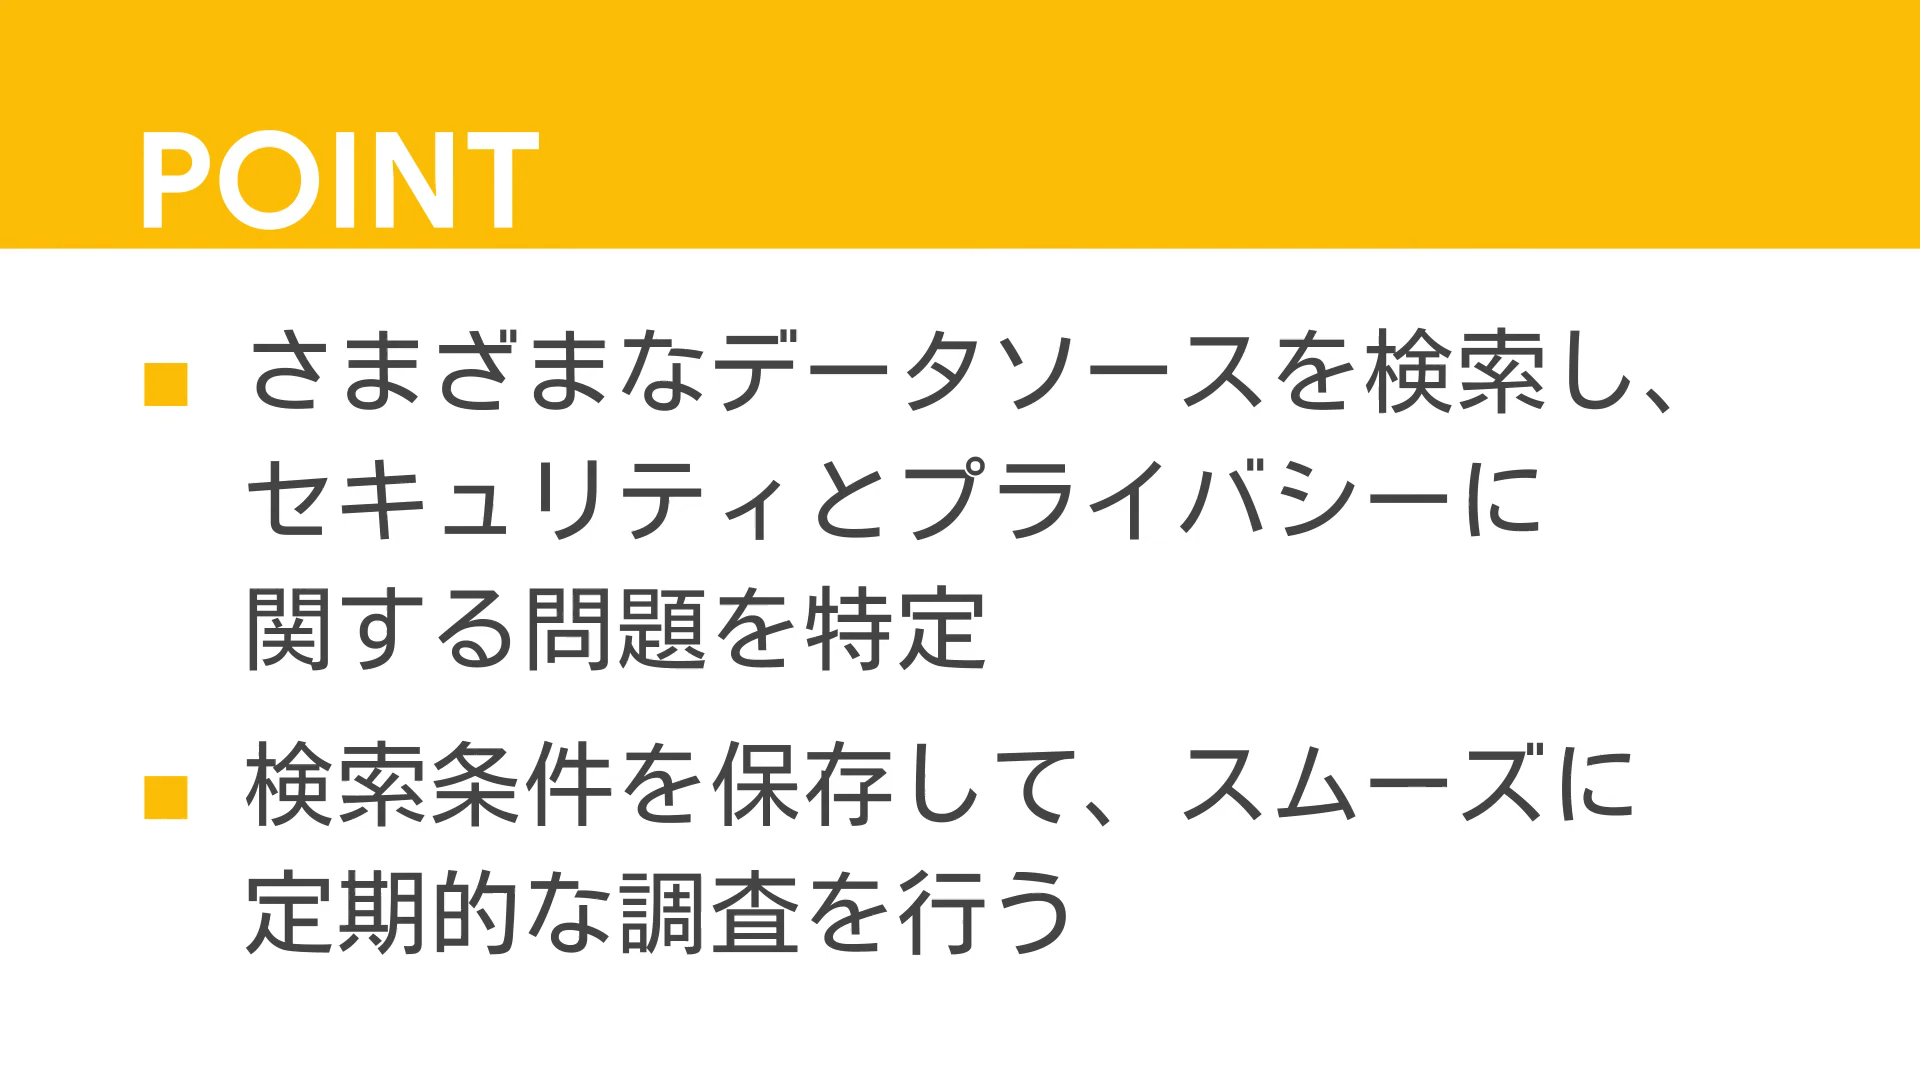 POINT
さまざまなデータソースを検索し、
セキュリティとプライバシーに
関する問題を特定
検索条件を保存して、スムーズに
定期的な調査を行う